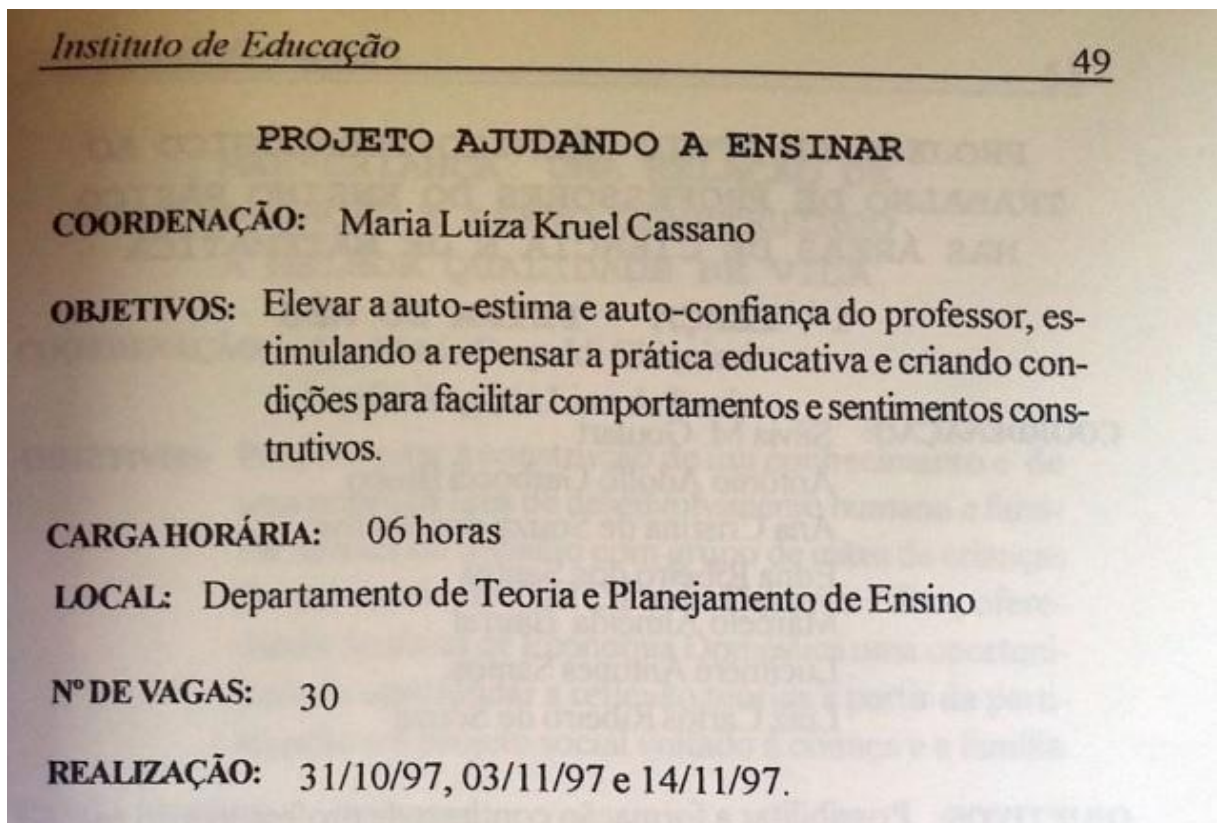 Instituto de Educação 49
PROJETO AJUDANDO A ENSINAR
COORDENAÇÃO: Maria Luíza Kruel Cassano
OBJETIVOS: Elevar a auto-estima e auto-confiança do professor, es-
timulando a repensar a prática educativa e criando con-
dições para facilitar comportamentos e sentimentos cons-
trutivos.
CARGA HORÁRIA: 06 horas
LOCAL: Departamento de Teoria e Planejamento de Ensino
Nº DE VAGAS: 30
REALIZAÇÃO: 31/10/97, 03/11/97 e 14/11/97.